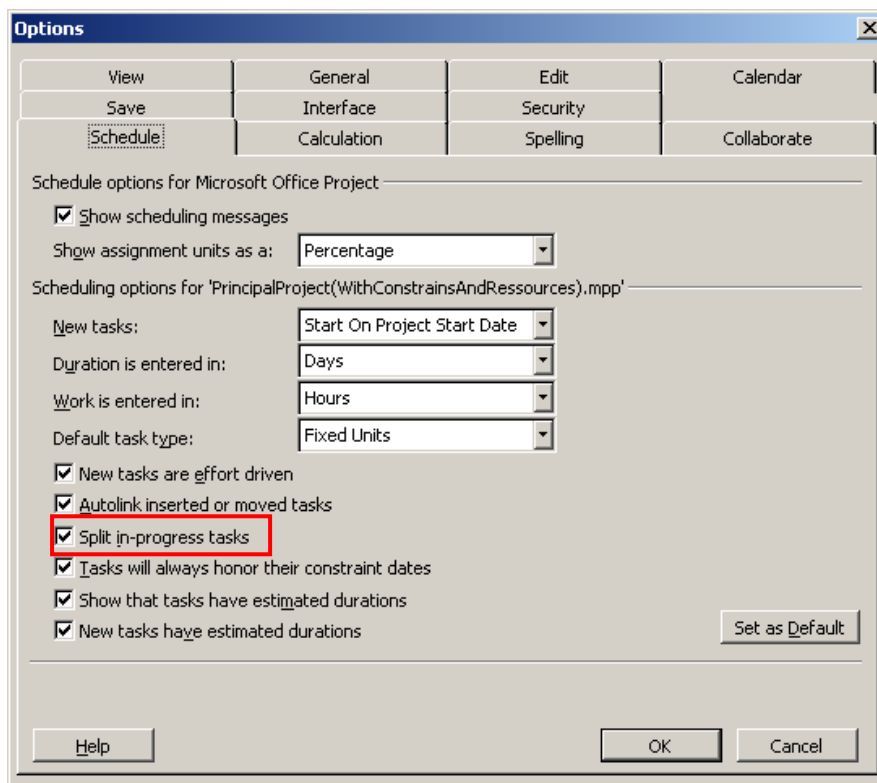 Options
View General Edit Calendar
Save Interface Security
Schedule Calculation Spelling Collaborate
Schedule options for Microsoft Office Project
Show scheduling messages
Show assignment units as a: Percentage
Scheduling options for 'PrincipalProject(WithConstrainsAndRessources).mpp'
New tasks: Start On Project Start Date
Duration is entered in: Days
Work is entered in: Hours
Default task type: Fixed Units
New tasks are effort driven
Autolink inserted or moved tasks
Split in-progress tasks
Tasks will always honor their constraint dates
Show that tasks have estimated durations
New tasks have estimated durations Set as Default
Help OK Cancel